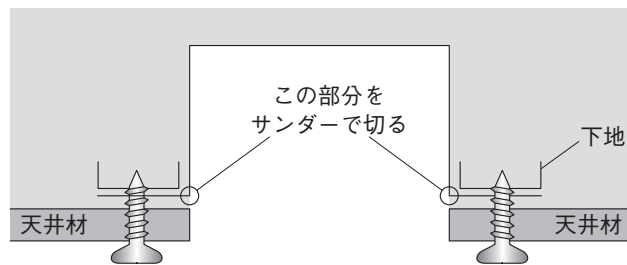 この部分を
サンダーで切る
下地
天井材
天井材